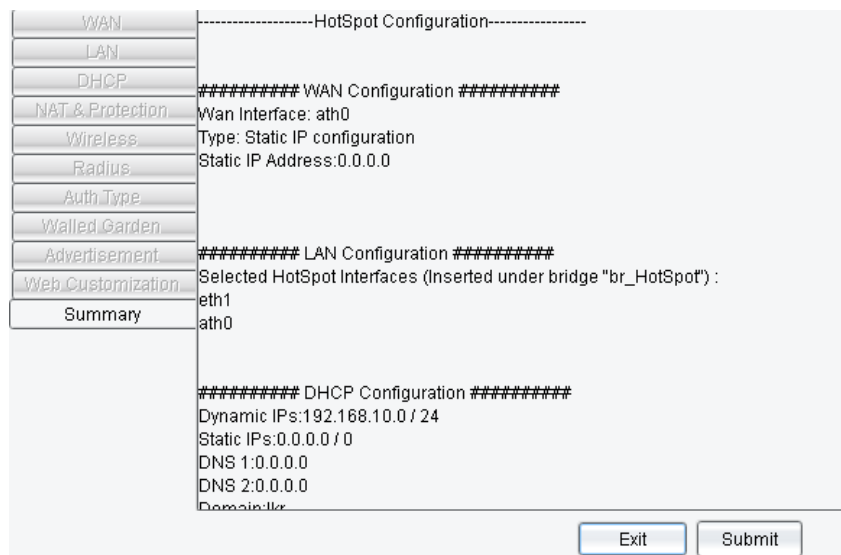 WAN
LAN
DHCP
NAT & Protection
Wireless
Radius
Auth Type
Walled Garden
Advertisement
Web Customization
Summary
--------------------HotSpot Configuration-----------------
########## WAN Configuration ##########
Wan Interface: ath0
Type: Static IP configuration
Static IP Address:0.0.0.0
########## LAN Configuration ##########
Selected HotSpot Interfaces (Inserted under bridge "br_HotSpot") :
eth1
ath0
########## DHCP Configuration ##########
Dynamic IPs:192.168.10.0 / 24
Static IPs:0.0.0.0 / 0
DNS 1:0.0.0.0
DNS 2:0.0.0.0
Domain:lkr
Exit
Submit